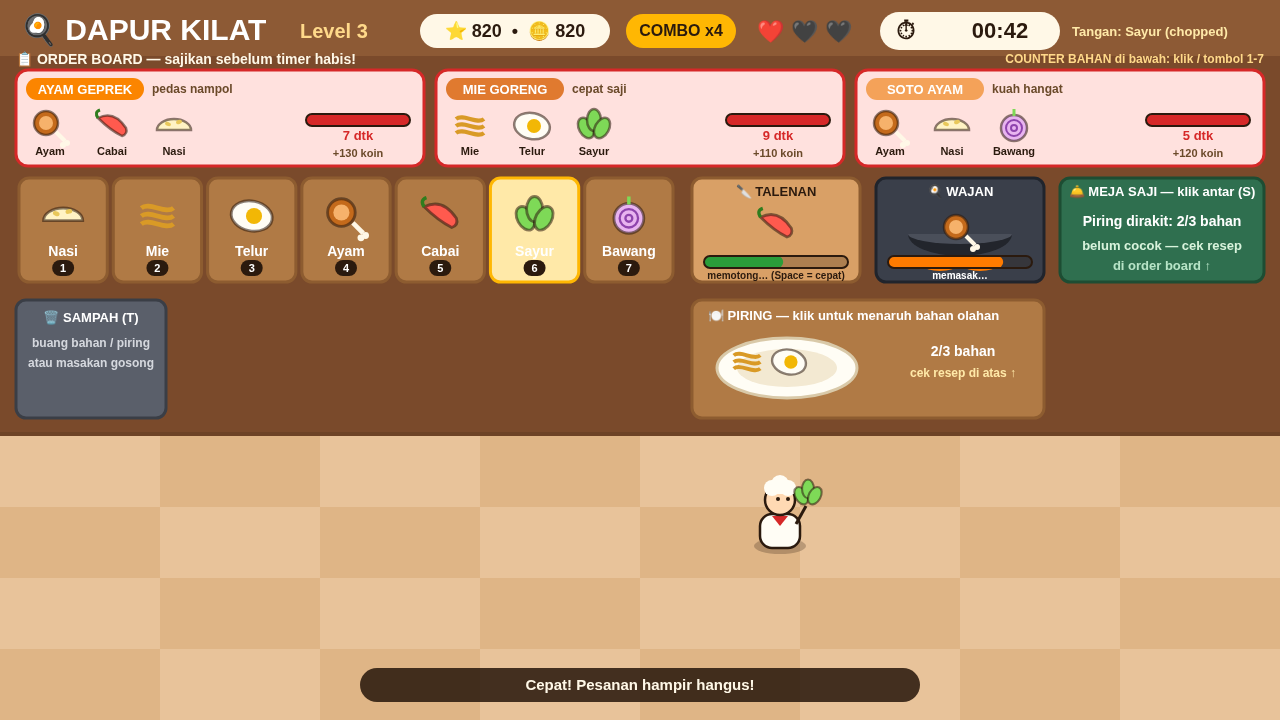 DAPUR KILAT
Level 3
820 • 820
COMBO x4
00:42
Tangan: Sayur (chopped)
ORDER BOARD — sajikan sebelum timer habis!
COUNTER BAHAN di bawah: klik / tombol 1-7
AYAM GEPREK pedas nampol
Ayam Cabai Nasi
7 dtk
+130 koin
MIE GORENG cepat saji
Mie Telur Sayur
9 dtk
+110 koin
SOTO AYAM kuah hangat
Ayam Nasi Bawang
5 dtk
+120 koin
Nasi
1
Mie
2
Telur
3
Ayam
4
Cabai
5
Sayur
6
Bawang
7
TALENAN
memotong… (Space = cepat)
WAJAN
memasak…
MEJA SAJI — klik antar (S)
Piring dirakit: 2/3 bahan
belum cocok — cek resep
di order board ↑
SAMPAH (T)
buang bahan / piring
atau masakan gosong
PIRING — klik untuk menaruh bahan olahan
2/3 bahan
cek resep di atas ↑
Cepat! Pesanan hampir hangus!